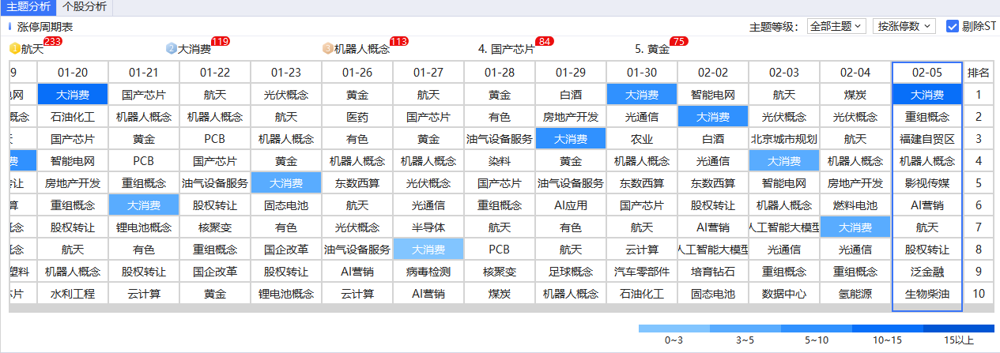 主题分析 个股分析
涨停周期表 主题等级： 全部主题 按涨停数 剔除ST
1 航天 233 2 大消费 119 3 机器人概念 113 4. 国产芯片 84 5. 黄金 75
9 01-20 01-21 01-22 01-23 01-26 01-27 01-28 01-29 01-30 02-02 02-03 02-04 02-05 排名
电网 大消费 国产芯片 航天 光伏概念 黄金 航天 黄金 白酒 大消费 智能电网 航天 煤炭 大消费 1
概念 石油化工 机器人概念 机器人概念 航天 医药 国产芯片 有色 房地产开发 光通信 大消费 光伏概念 光伏概念 重组概念 2
国产芯片 黄金 PCB 机器人概念 有色 黄金 油气设备服务 大消费 农业 白酒 北京城市规划 航天 福建自贸区 3
费 智能电网 PCB 国产芯片 黄金 机器人概念 机器人概念 染料 黄金 机器人概念 光通信 大消费 机器人概念 机器人概念 4
转让 房地产开发 重组概念 油气设备服务 大消费 东数西算 光伏概念 国产芯片 油气设备服务 东数西算 东数西算 智能电网 房地产开发 影视传媒 5
算 重组概念 大消费 股权转让 固态电池 航天 光通信 重组概念 AI应用 国产芯片 股权转让 机器人概念 燃料电池 AI营销 6
概念 股权转让 锂电池概念 核聚变 有色 光伏概念 半导体 航天 有色 航天 AI营销 人工智能大模型 大消费 航天 7
概念 航天 有色 重组概念 国企改革 油气设备服务 大消费 PCB 航天 云计算 人工智能大模型 光通信 光通信 股权转让 8
塑料 机器人概念 股权转让 国企改革 股权转让 AI营销 病毒检测 核聚变 足球概念 汽车零部件 培育钻石 重组概念 重组概念 泛金融 9
芯片 水利工程 云计算 黄金 锂电池概念 云计算 AI营销 煤炭 机器人概念 石油化工 固态电池 数据中心 氢能源 生物柴油 10
0~3 3~5 5~10 10~15 15以上